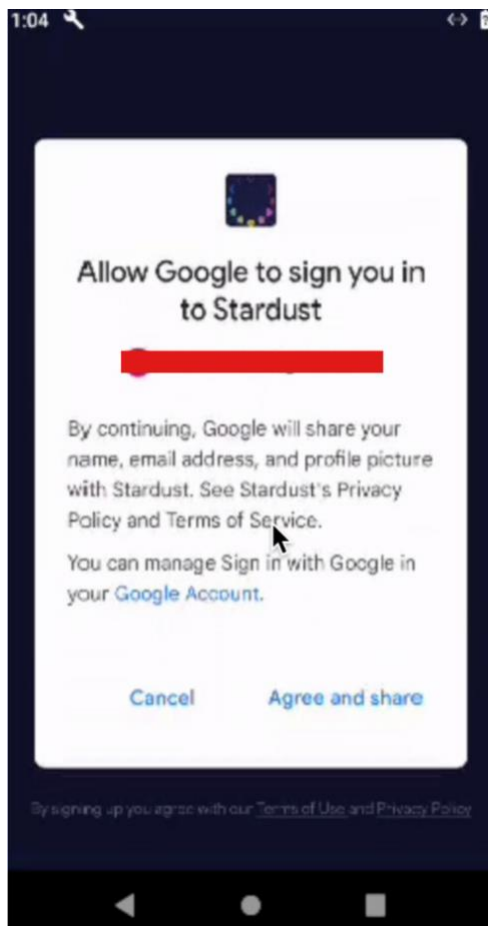 1:04
Allow Google to sign you in
to Stardust
By continuing, Google will share your
name, email address, and profile picture
with Stardust. See Stardust's Privacy
Policy and Terms of Service.
You can manage Sign in with Google in
your Google Account.
Cancel
Agree and share
By signing up you agree with our Terms of Use and Privacy Policy